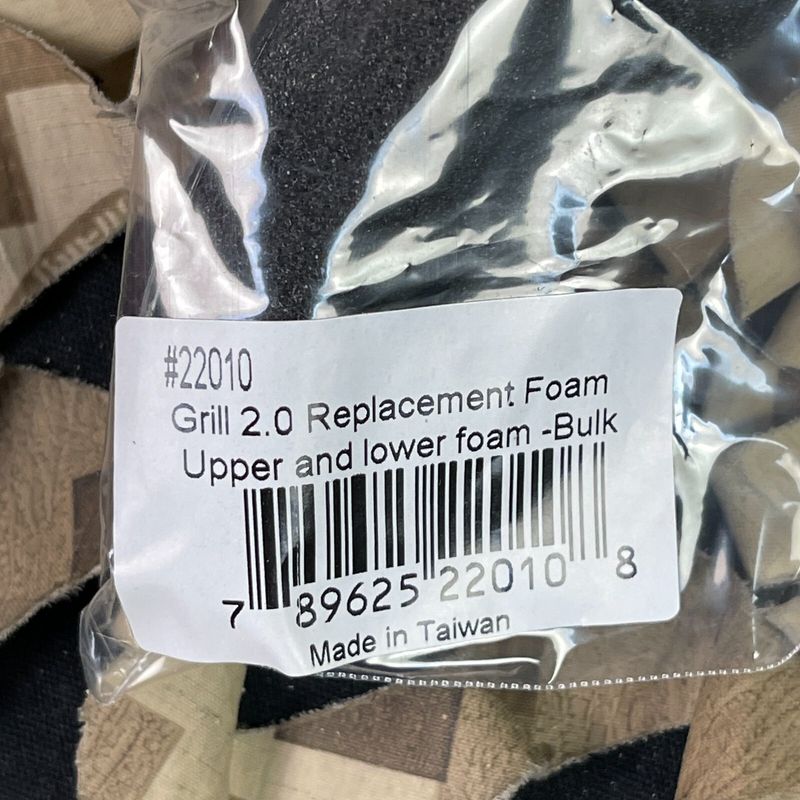 #22010
Grill 2.0 Replacement Foam
Upper and lower foam -Bulk
7 89625 22010 8
Made in Taiwan